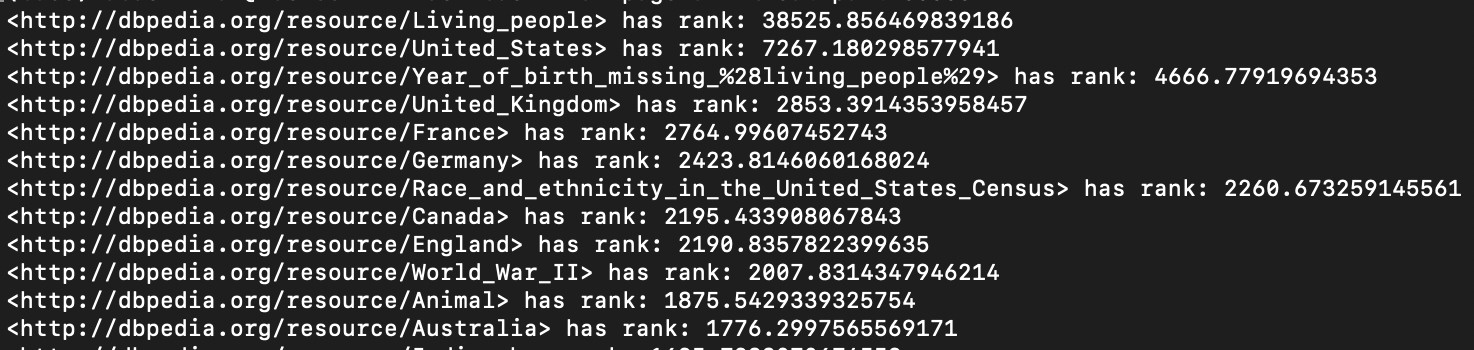 <http://dbpedia.org/resource/Living_people> has rank: 38525.856469839186
<http://dbpedia.org/resource/United_States> has rank: 7267.180298577941
<http://dbpedia.org/resource/Year_of_birth_missing_%28living_people%29> has rank: 4666.77919694353
<http://dbpedia.org/resource/United_Kingdom> has rank: 2853.3914353958457
<http://dbpedia.org/resource/France> has rank: 2764.99607452743
<http://dbpedia.org/resource/Germany> has rank: 2423.8146060168024
<http://dbpedia.org/resource/Race_and_ethnicity_in_the_United_States_Census> has rank: 2260.673259145561
<http://dbpedia.org/resource/Canada> has rank: 2195.433908067843
<http://dbpedia.org/resource/England> has rank: 2190.8357822399635
<http://dbpedia.org/resource/World_War_II> has rank: 2007.8314347946214
<http://dbpedia.org/resource/Animal> has rank: 1875.5429339325754
<http://dbpedia.org/resource/Australia> has rank: 1776.2997565569171